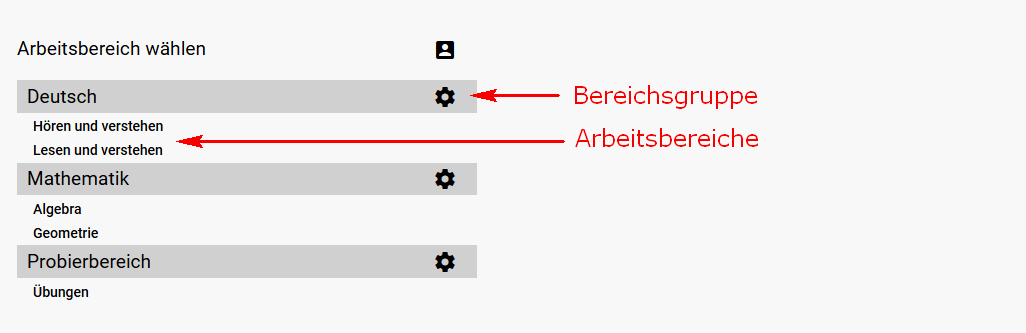 Arbeitsbereich wählen
Deutsch
Bereichsgruppe
Hören und verstehen
Arbeitsbereiche
Lesen und verstehen
Mathematik
Algebra
Geometrie
Probierbereich
Übungen